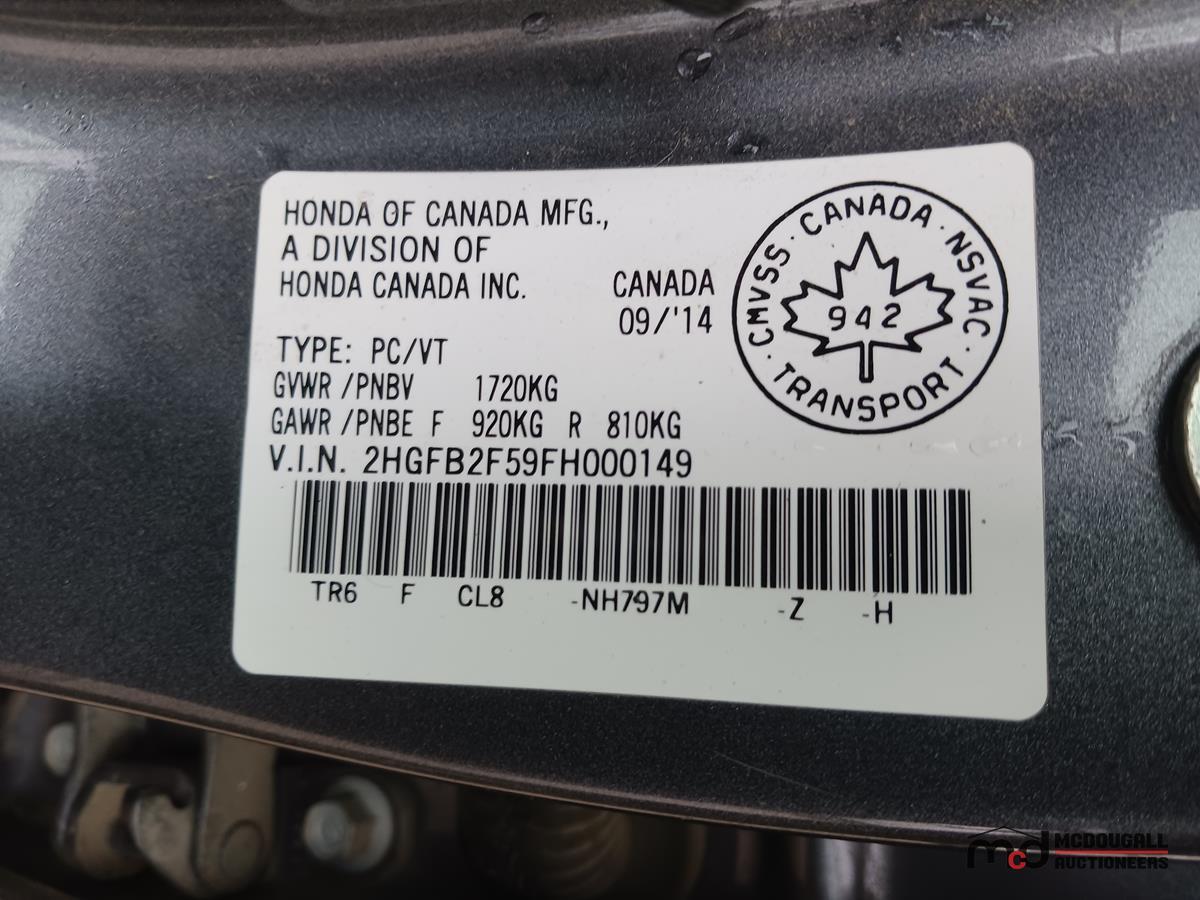 HONDA OF CANADA MFG.,
A DIVISION OF
HONDA CANADA INC.
CANADA
09/'14
TYPE: PC/VT
GVWR /PNBV 1720KG
GAWR /PNBE F 920KG R 810KG
V.I.N. 2HGFB2F59FH000149
TR6 F CL8 -NH797M -Z -H
CMVSS · CANADA · NSVAC · TRANSPORT ·
942
mcd MCDOUGALL
AUCTIONEERS